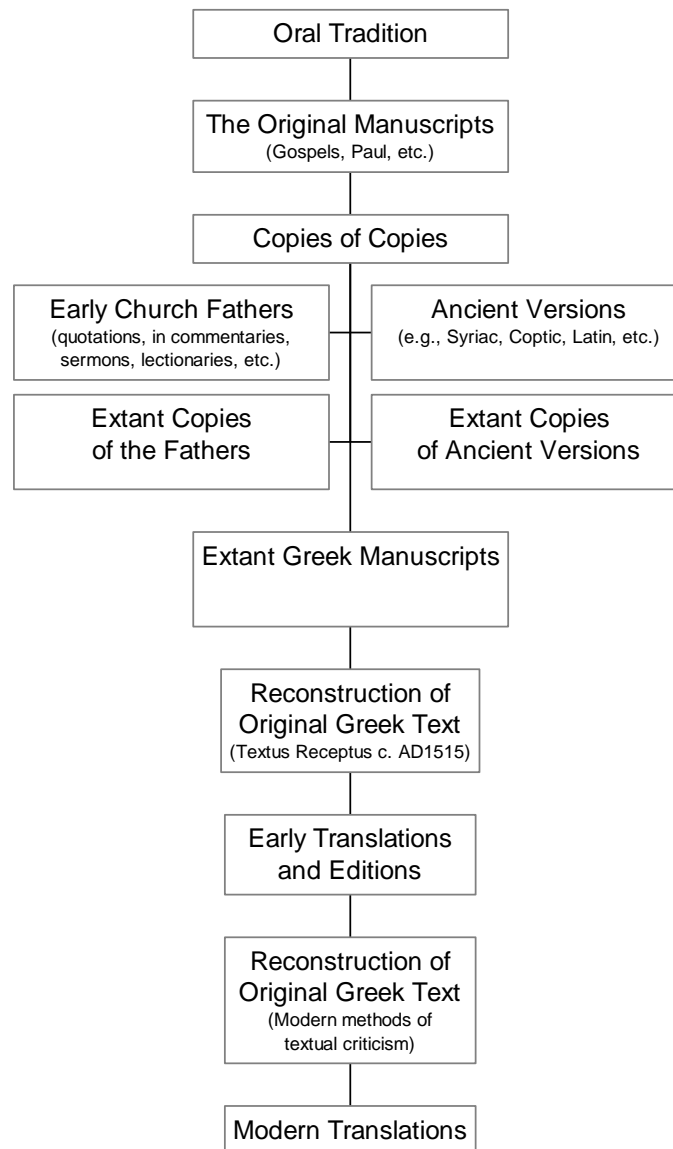 Oral Tradition
The Original Manuscripts
(Gospels, Paul, etc.)
Copies of Copies
Early Church Fathers
(quotations, in commentaries,
sermons, lectionaries, etc.)
Ancient Versions
(e.g., Syriac, Coptic, Latin, etc.)
Extant Copies
of the Fathers
Extant Copies
of Ancient Versions
Extant Greek Manuscripts
Reconstruction of
Original Greek Text
(Textus Receptus c. AD1515)
Early Translations
and Editions
Reconstruction of
Original Greek Text
(Modern methods of
textual criticism)
Modern Translations